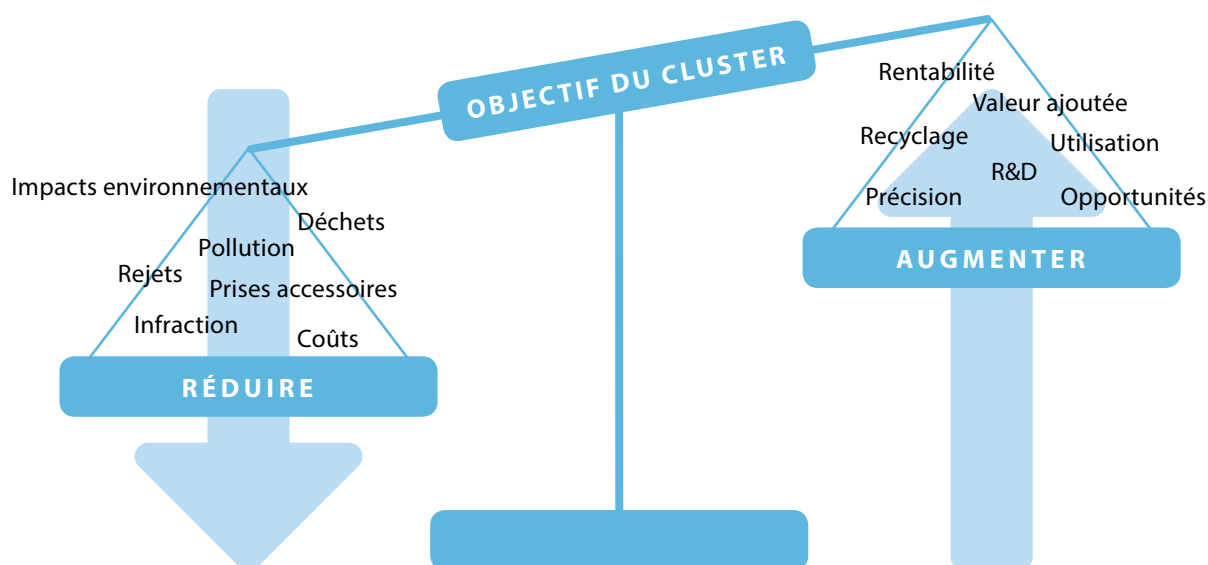 OBJECTIF DU CLUSTER
Impacts environnementaux
Déchets
Pollution
Rejets
Prises accessoires
Infraction
Coûts
RÉDUIRE
Rentabilité
Valeur ajoutée
Recyclage
Utilisation
R&D
Précision
Opportunités
AUGMENTER